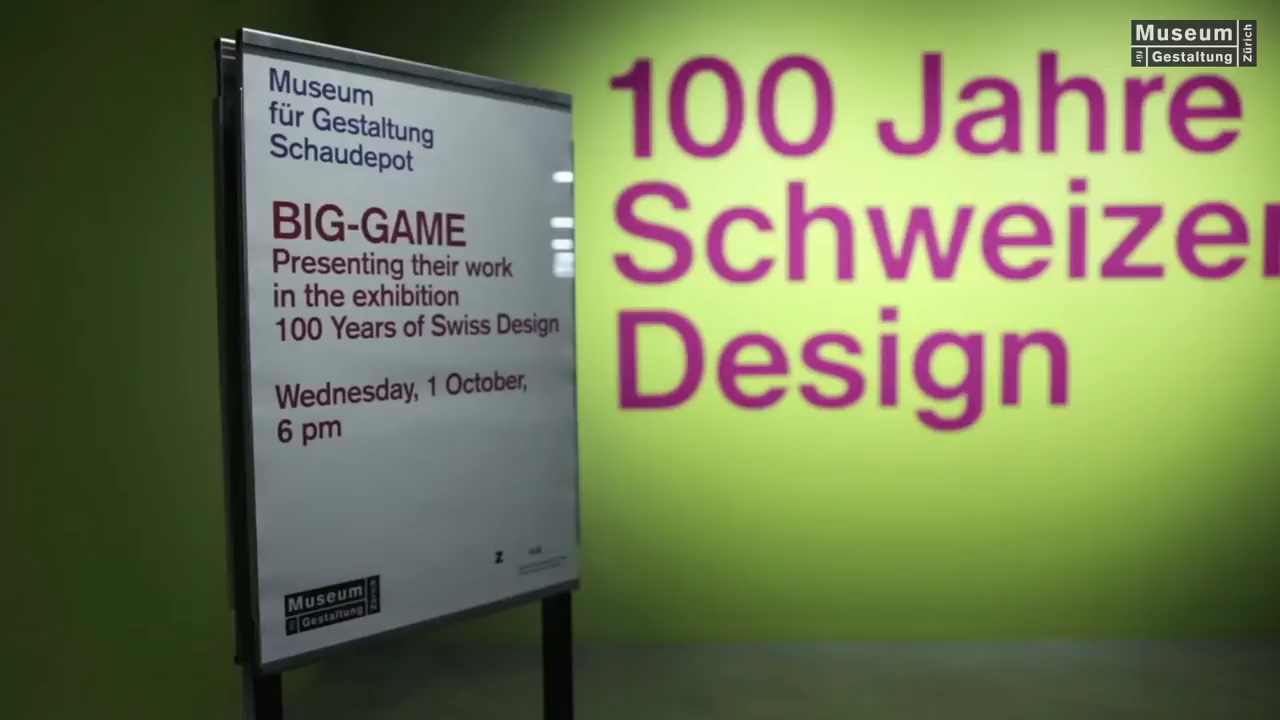 Museum
für Gestaltung
Schaudepot
BIG-GAME
Presenting their work
in the exhibition
100 Years of Swiss Design
Wednesday, 1 October,
6 pm
Museum
Gestaltung
Zürich
Z
100 Jahre
Schweizer
Design
Museum
für Gestaltung
Zürich